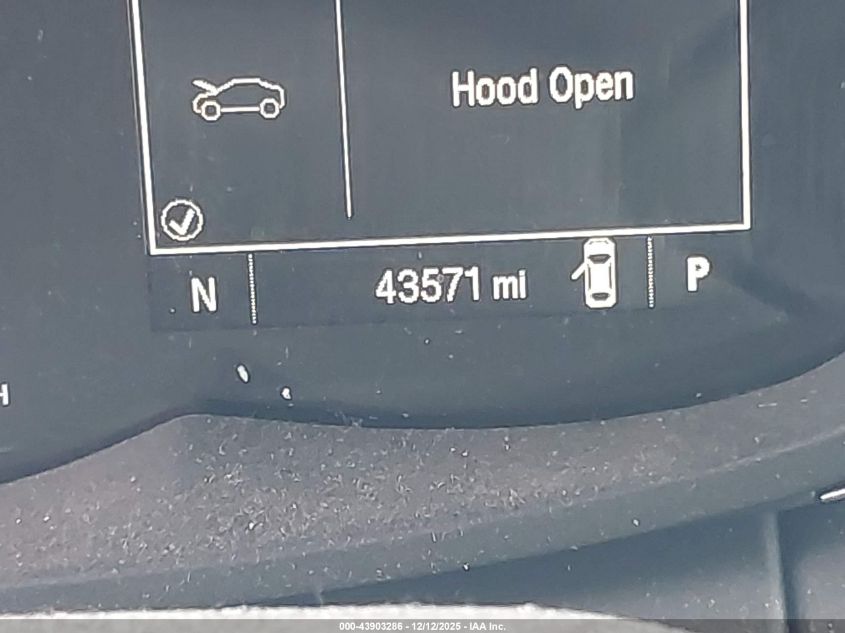 Hood Open
N 43571 mi P
H
000-43903286 - 12/12/2025 - IAA Inc.